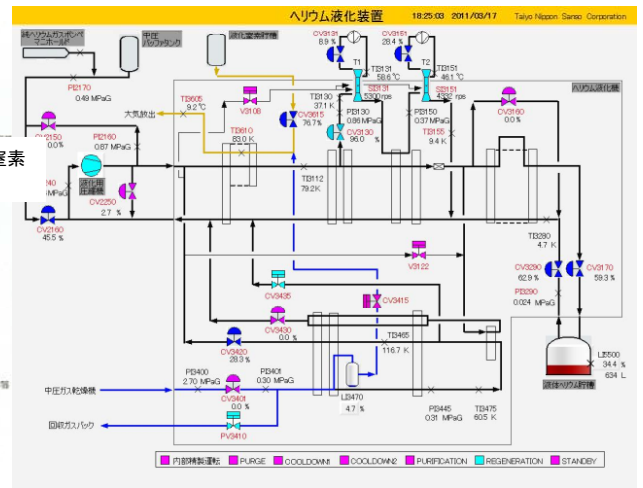 ヘリウム液化装置 18:25:03 2011/03/17 Taiyo Nippon Sanso Corporation
純ヘリウムガスボンベ
マニホールド
中圧
バッファタンク
液化窒素貯槽
ヘリウム液化機
PI2170
0.49 MPaG
CV3131
8.9 %
CV3151
28.4 %
T1
T2
TI3131
58.6 ℃
TI3151
46.1 ℃
SI3131
5300 rps
SI3151
4332 rps
TI3130
37.1 K
PI3130
0.86 MPaG
PI3150
0.37 MPaG
TI3605
9.2 ℃
V3108
大気放出
CV3615
76.7 %
CV3130
96.0 %
TI3155
9.4 K
CV3160
0.0 %
CV2150
0.0 %
PI2160
0.87 MPaG
TI3610
83.0 K
窒素
TI3112
79.2K
240
MPaG
液化用
圧縮機
CV2250
2.7 %
CV2160
45.5 %
TI3280
4.7 K
V3122
CV3290
62.9 %
CV3170
59.3 %
PI3290
0.024 MPaG
CV3435
CV3415
CV3430
0.0 %
CV3420
28.3 %
TI3465
116.7 K
LI5500
34.4 %
634 L
液体ヘリウム貯槽
PI3400
2.70 MPaG
PI3401
0.30 MPaG
中圧ガス乾燥機
CV3401
0.0 %
LI3470
4.7 %
PI3445
0.31 MPaG
TI3475
60.5 K
回収ガスバック
PV3410
内部精製運転 PURGE COOLDOWN1 COOLDOWN2 PURIFICATION REGENERATION STANDBY